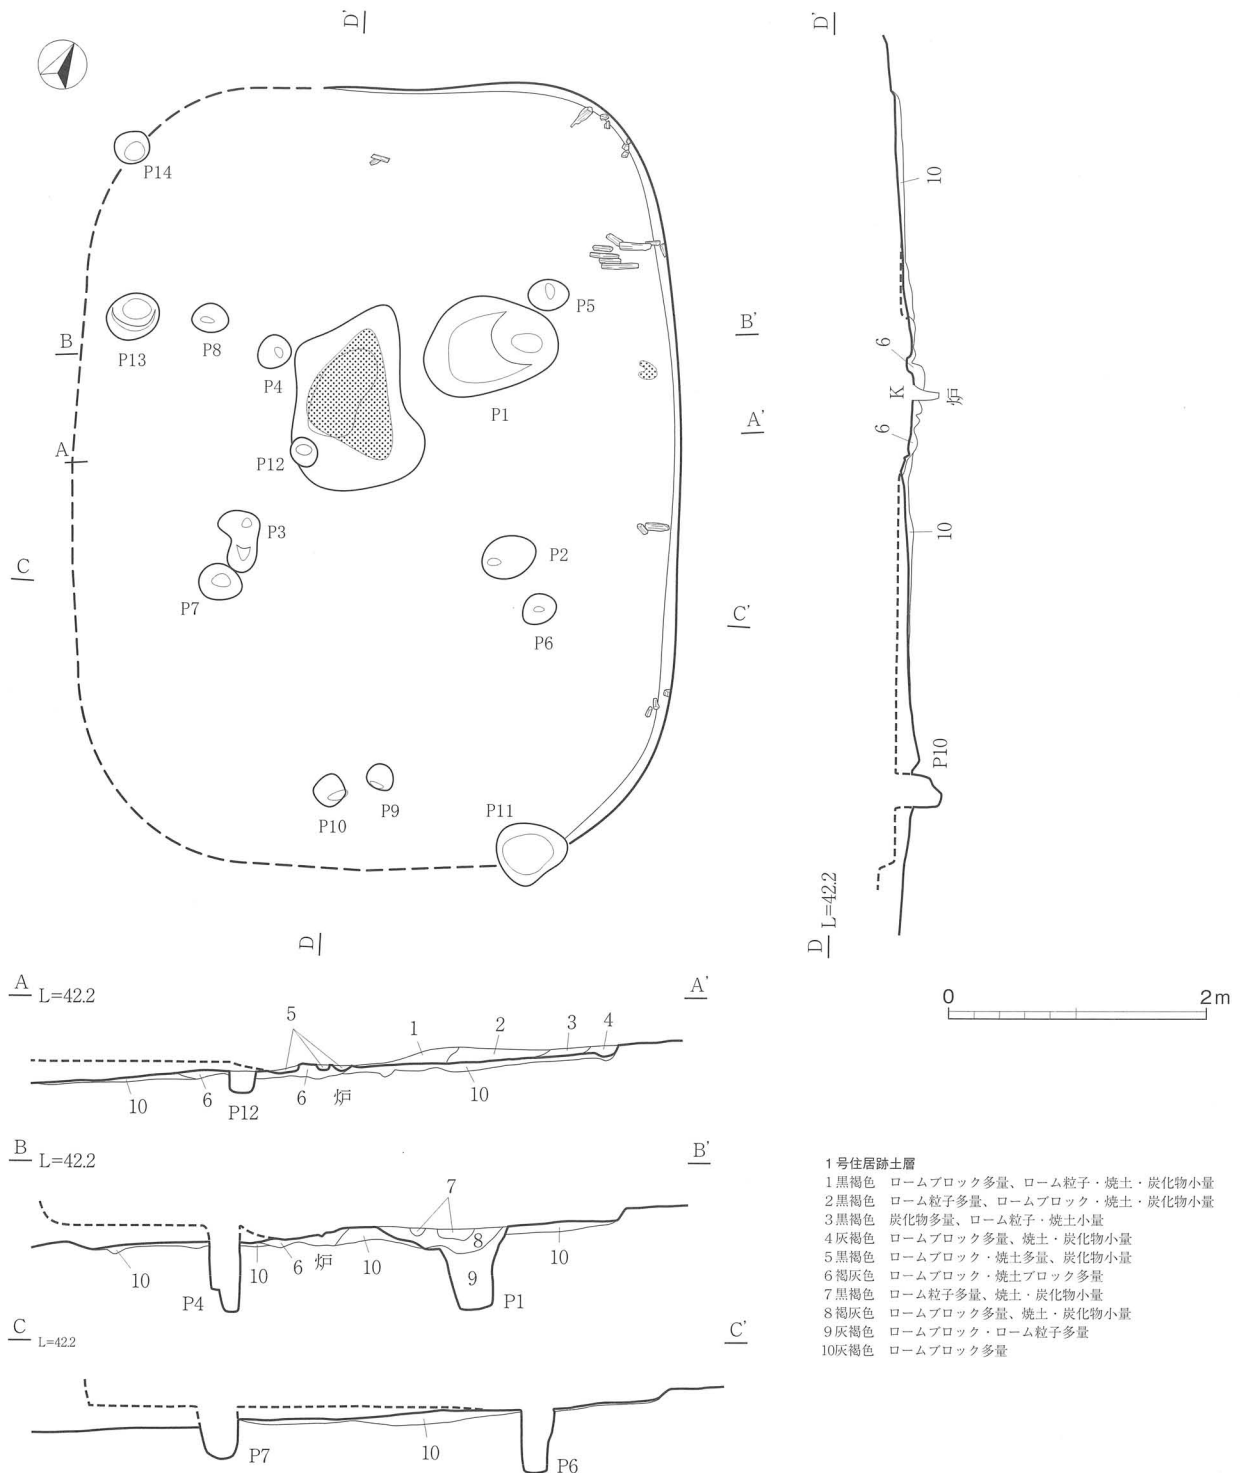 D'
P14
P5
P13
P8
B
B'
P4
P1
A'
A
P12
P3
P2
C
P7
P6
C'
P10
P9
P11
D
D'
10
6
K
炉
6
10
P10
D
L=42.2
0 2m
A L=42.2 A'
5 1 2 3 4
10 6 P12 6 炉 10
B L=42.2 B'
7
8
10 10 6 炉 10 9 10
P4 P1
C L=42.2 C'
P7 10 P6
1号住居跡土層
1黒褐色 ロームブロック多量、ローム粒子・焼土・炭化物小量
2黒褐色 ローム粒子多量、ロームブロック・焼土・炭化物小量
3黒褐色 炭化物多量、ローム粒子・焼土小量
4灰褐色 ロームブロック多量、焼土・炭化物小量
5黒褐色 ロームブロック・焼土多量、炭化物小量
6褐灰色 ロームブロック・焼土ブロック多量
7黒褐色 ローム粒子多量、焼土・炭化物小量
8褐灰色 ロームブロック多量、焼土・炭化物小量
9灰褐色 ロームブロック・ローム粒子多量
10灰褐色 ロームブロック多量